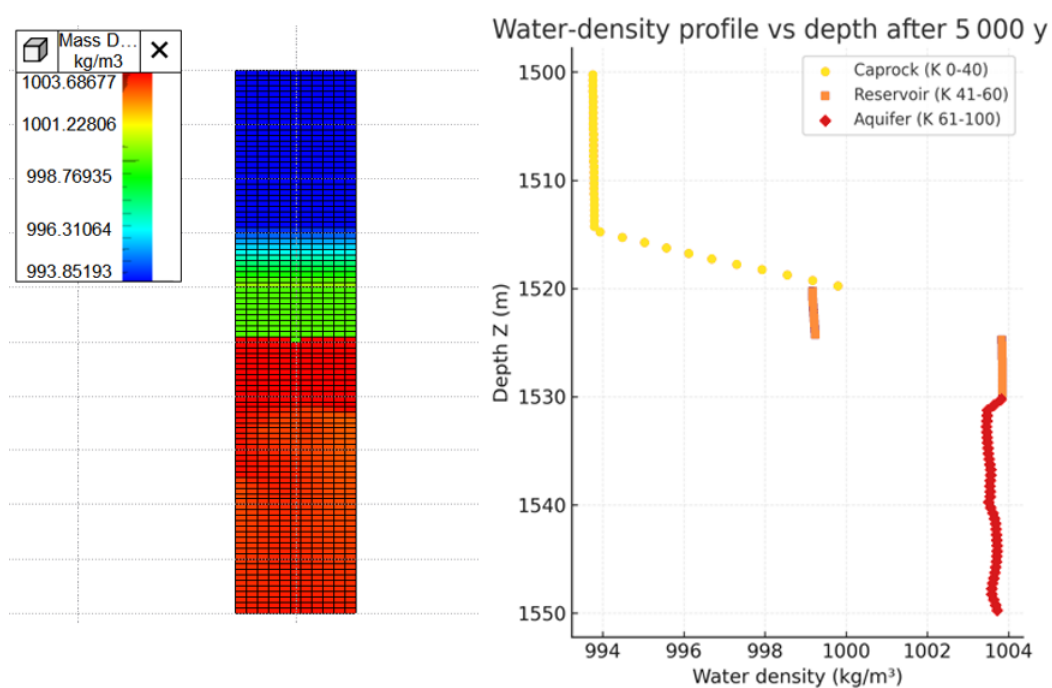 Mass D...
kg/m3
1003.68677
1001.22806
998.76935
996.31064
993.85193
Water-density profile vs depth after 5 000 y
Caprock (K 0-40)
Reservoir (K 41-60)
Aquifer (K 61-100)
Depth Z (m)
1500
1510
1520
1530
1540
1550
994 996 998 1000 1002 1004
Water density (kg/m³)